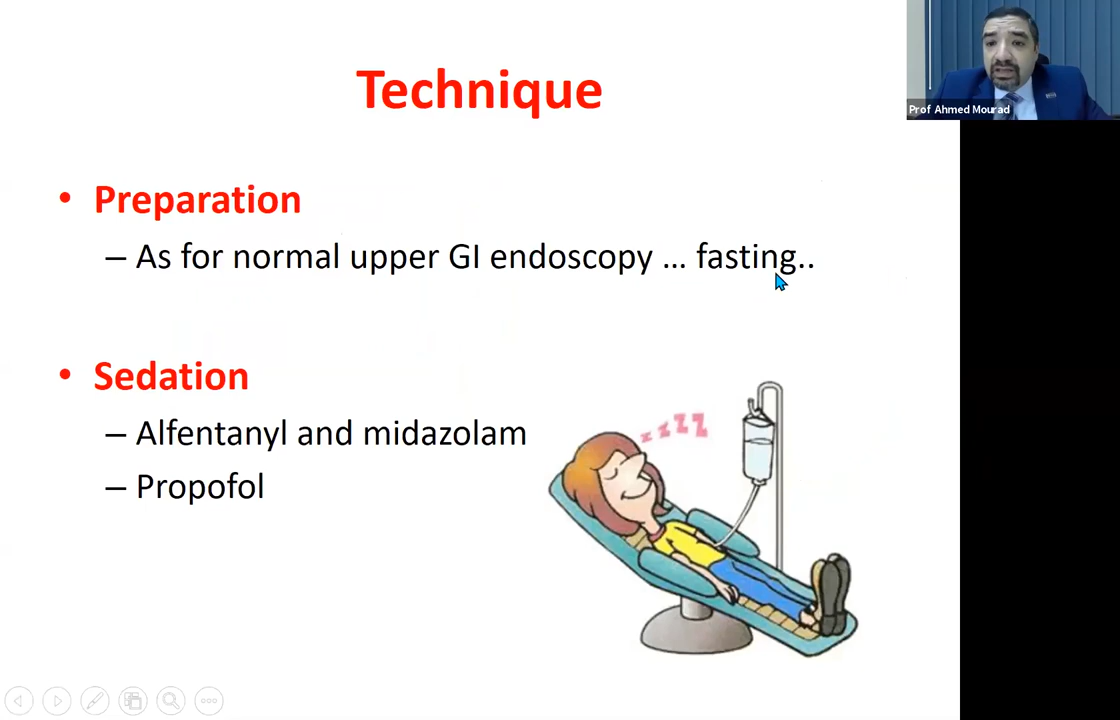 Technique
Prof Ahmed Mourad
• Preparation
– As for normal upper GI endoscopy ... fasting..
• Sedation
– Alfentanyl and midazolam
– Propofol
z z z z